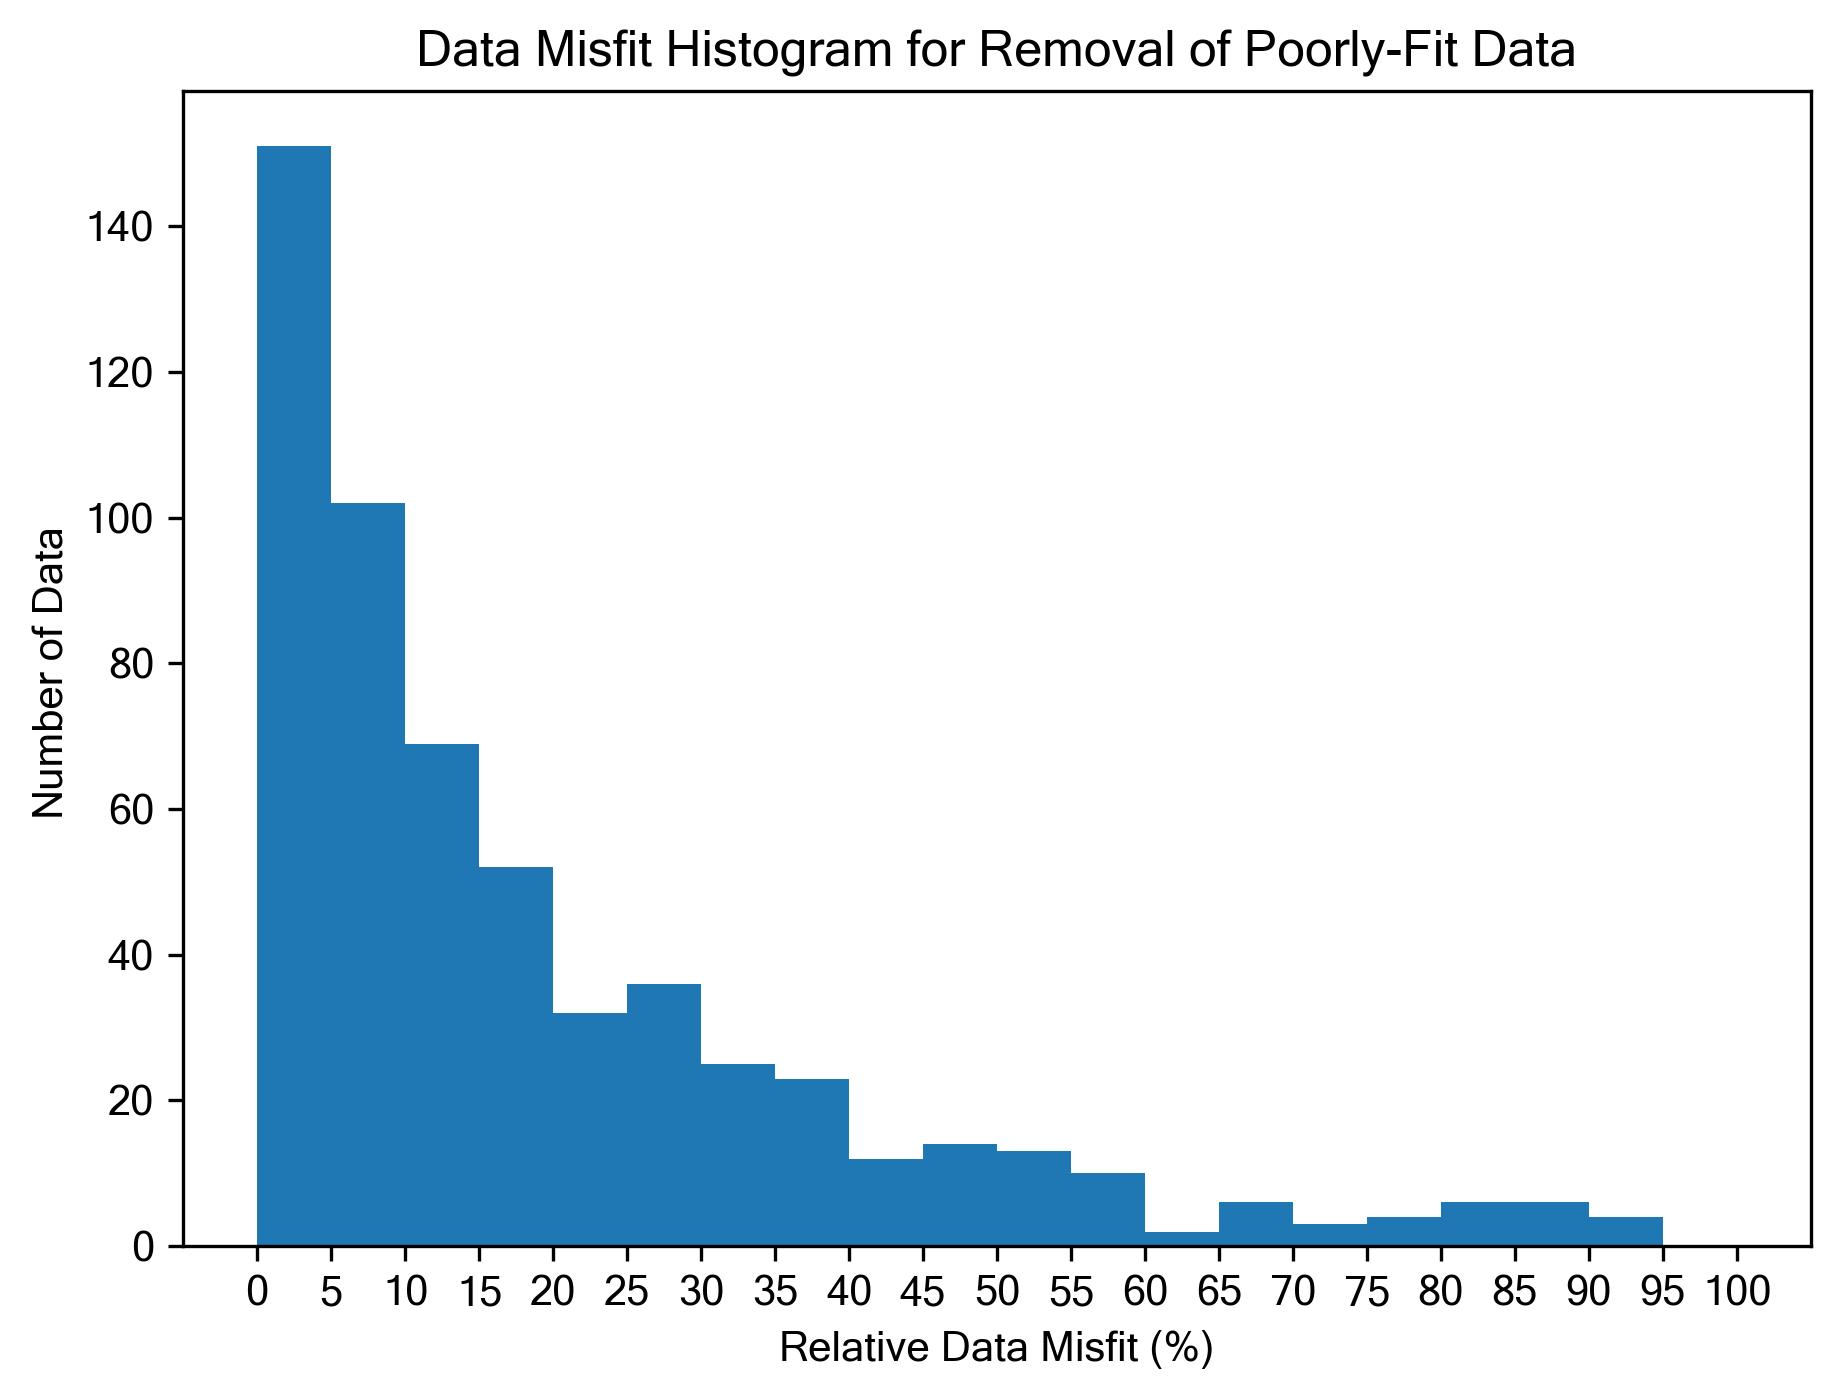 Data Misfit Histogram for Removal of Poorly-Fit Data
Number of Data
140
120
100
80
60
40
20
0
0 5 10 15 20 25 30 35 40 45 50 55 60 65 70 75 80 85 90 95 100
Relative Data Misfit (%)